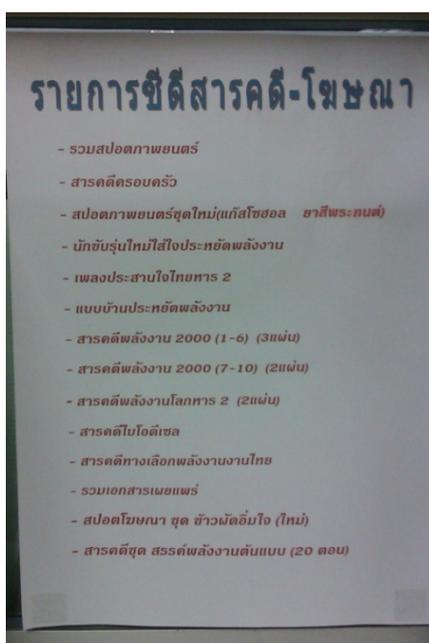 รายการซีดีสารคดี-โฆษณา
- รวมสปอตภาพยนตร์
- สารคดีครอบครัว
- สปอตภาพยนตร์ชุดใหม่(แก๊สโซฮอล ยาสีพระทนต์)
- นักขับรุ่นใหม่ใส่ใจประหยัดพลังงาน
- เพลงประสานใจไทยหาร 2
- แบบบ้านประหยัดพลังงาน
- สารคดีพลังงาน 2000 (1-6) (3แผ่น)
- สารคดีพลังงาน 2000 (7-10) (2แผ่น)
- สารคดีพลังงานโลกหาร 2 (2แผ่น)
- สารคดีไบโอดีเซล
- สารคดีทางเลือกพลังงานงานไทย
- รวมเอกสารเผยแพร่
- สปอตโฆษณา ชุด ข้าวผัดอิ่มใจ (ใหม่)
- สารคดีชุด สรรค์พลังงานต้นแบบ (20 ตอน)